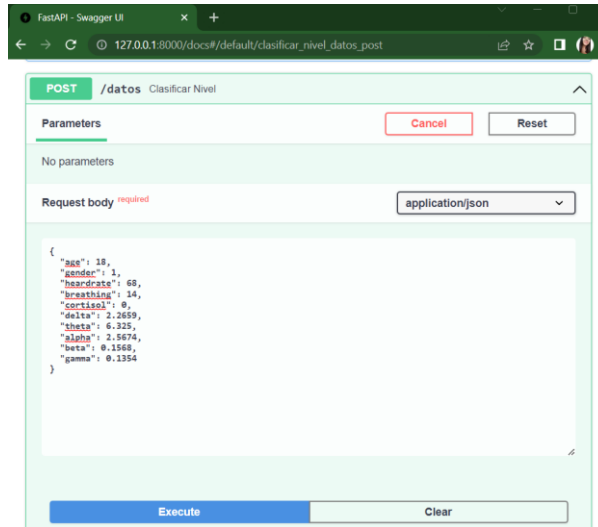 FastAPI - Swagger UI
127.0.0.1:8000/docs#/default/clasificar_nivel_datos_post
POST /datos Clasificar Nivel
Parameters Cancel Reset
No parameters
Request body required application/json
{
"age": 18,
"gender": 1,
"heardrate": 68,
"breathing": 14,
"cortisol": 0,
"delta": 2.2659,
"theta": 6.325,
"alpha": 2.5674,
"beta": 0.1568,
"gamma": 0.1354
}
Execute Clear